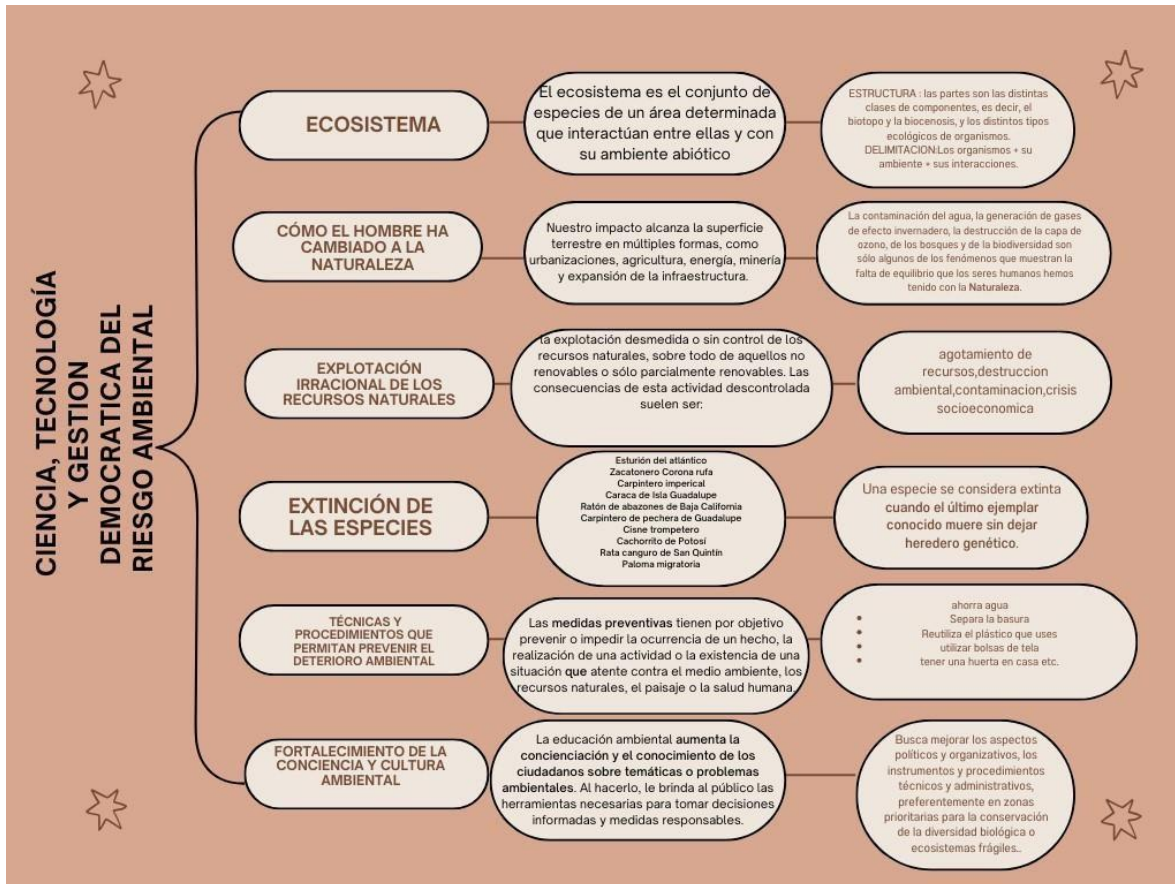 CIENCIA, TECNOLOGÍA
Y GESTION
DEMOCRATICA DEL
RIESGO AMBIENTAL
ECOSISTEMA
El ecosistema es el conjunto de
especies de un área determinada
que interactúan entre ellas y con
su ambiente abiótico
ESTRUCTURA : las partes son las distintas
clases de componentes, es decir, el
biotopo y la biocenosis, y los distintos tipos
ecológicos de organismos.
DELIMITACION:Los organismos + su
ambiente + sus interacciones.
CÓMO EL HOMBRE HA
CAMBIADO A LA
NATURALEZA
Nuestro impacto alcanza la superficie
terrestre en múltiples formas, como
urbanizaciones, agricultura, energía, minería
y expansión de la infraestructura.
La contaminación del agua, la generación de gases
de efecto invernadero, la destrucción de la capa de
ozono, de los bosques y de la biodiversidad son
sólo algunos de los fenómenos que muestran la
falta de equilibrio que los seres humanos hemos
tenido con la Naturaleza.
EXPLOTACIÓN
IRRACIONAL DE LOS
RECURSOS NATURALES
la explotación desmedida o sin control de los
recursos naturales, sobre todo de aquellos no
renovables o sólo parcialmente renovables. Las
consecuencias de esta actividad descontrolada
suelen ser:
agotamiento de
recursos,destruccion
ambiental,contaminacion,crisis
socioeconomica
EXTINCIÓN DE
LAS ESPECIES
Esturión del atlántico
Zacatonero Corona rufa
Carpintero imperical
Caraca de Isla Guadalupe
Ratón de abazones de Baja California
Carpintero de pechera de Guadalupe
Cisne trompetero
Cachorrito de Potosí
Rata canguro de San Quintín
Paloma migratoria
Una especie se considera extinta
cuando el último ejemplar
conocido muere sin dejar
heredero genético.
TÉCNICAS Y
PROCEDIMIENTOS QUE
PERMITAN PREVENIR EL
DETERIORO AMBIENTAL
Las medidas preventivas tienen por objetivo
prevenir o impedir la ocurrencia de un hecho, la
realización de una actividad o la existencia de una
situación que atente contra el medio ambiente, los
recursos naturales, el paisaje o la salud humana.
ahorra agua
• Separa la basura
• Reutiliza el plástico que uses
• utilizar bolsas de tela
• tener una huerta en casa etc.
FORTALECIMIENTO DE LA
CONCIENCIA Y CULTURA
AMBIENTAL
La educación ambiental aumenta la
concienciación y el conocimiento de los
ciudadanos sobre temáticas o problemas
ambientales. Al hacerlo, le brinda al público las
herramientas necesarias para tomar decisiones
informadas y medidas responsables.
Busca mejorar los aspectos
políticos y organizativos, los
instrumentos y procedimientos
técnicos y administrativos,
preferentemente en zonas
prioritarias para la conservación
de la diversidad biológica o
ecosistemas frágiles..